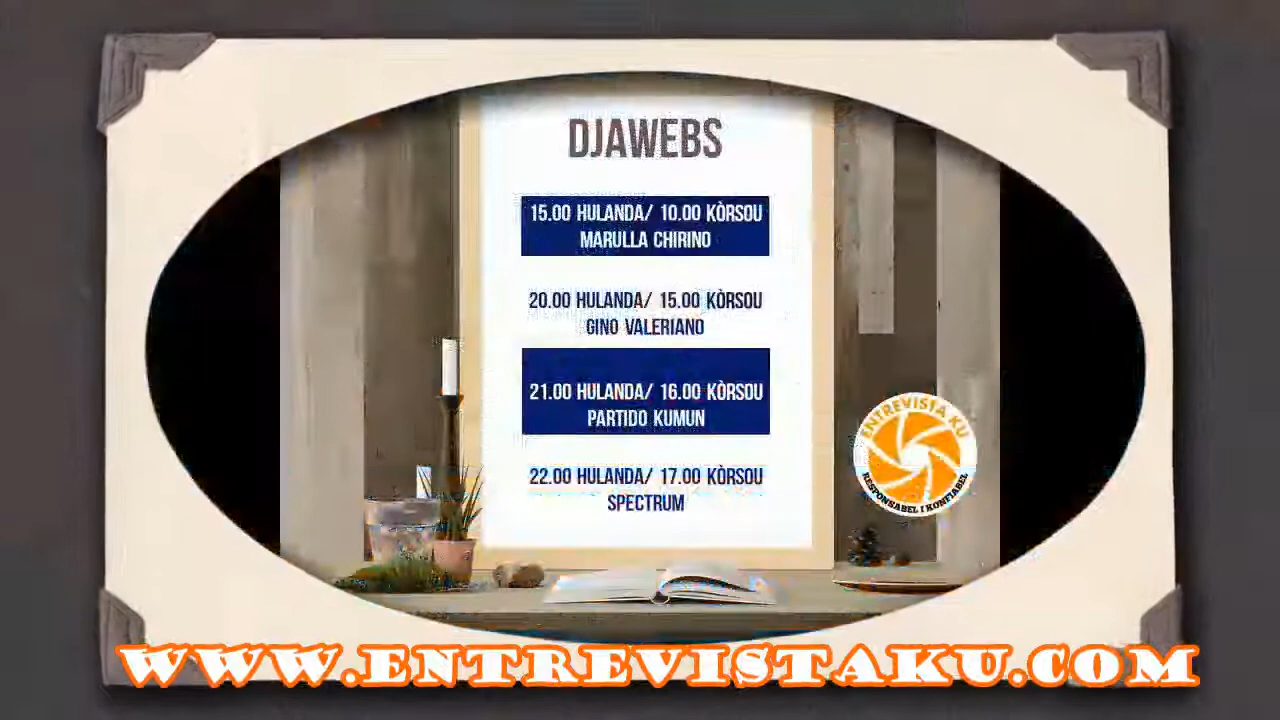 DJAWEBS
15.00 HULANDA/ 10.00 KÒRSOU
MARULLA CHIRINO
20.00 HULANDA/ 15.00 KÒRSOU
GINO VALERIANO
21.00 HULANDA/ 16.00 KÒRSOU
PARTIDO KUMUN
22.00 HULANDA/ 17.00 KÒRSOU
SPECTRUM
ENTREVISTA KU
RESPONSABEL I KONFIABEL
WWW.ENTREVISTAKU.COM